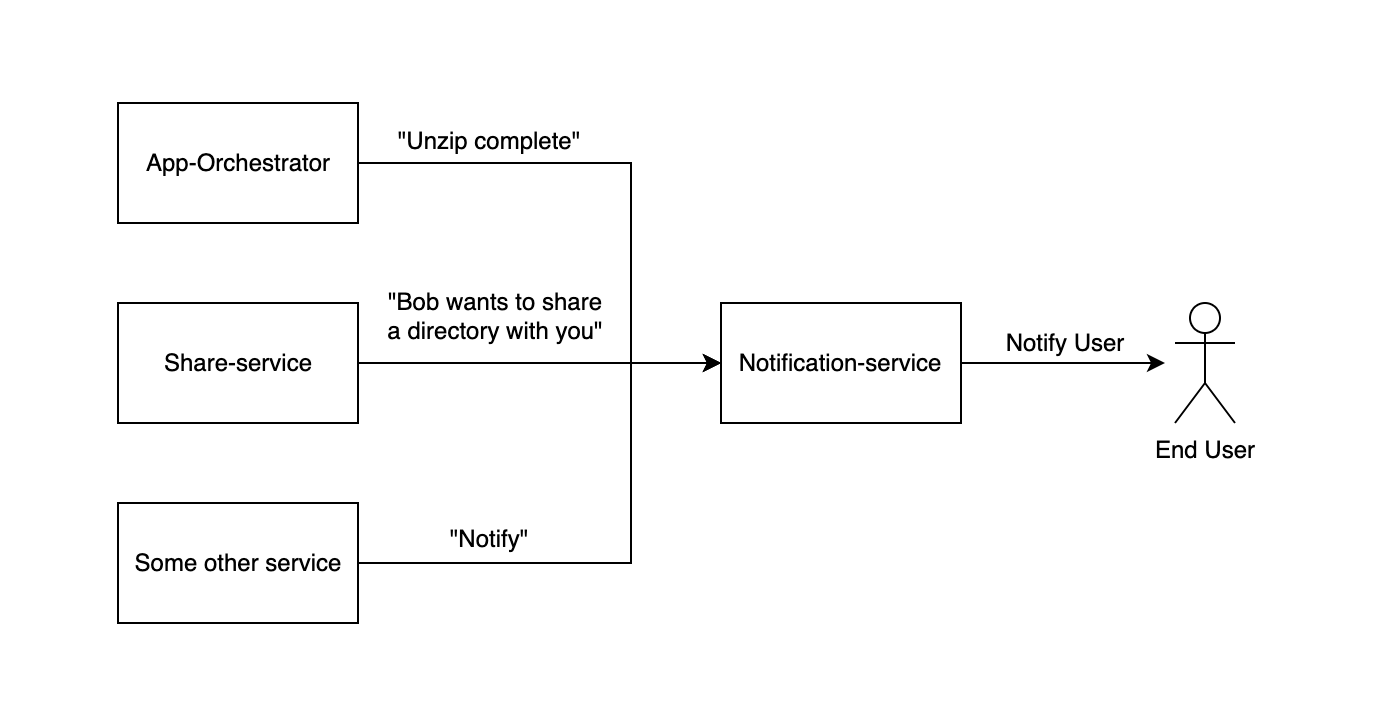 "Unzip complete"
App-Orchestrator
"Bob wants to share
a directory with you"
Share-service
Notification-service
Notify User
End User
"Notify"
Some other service